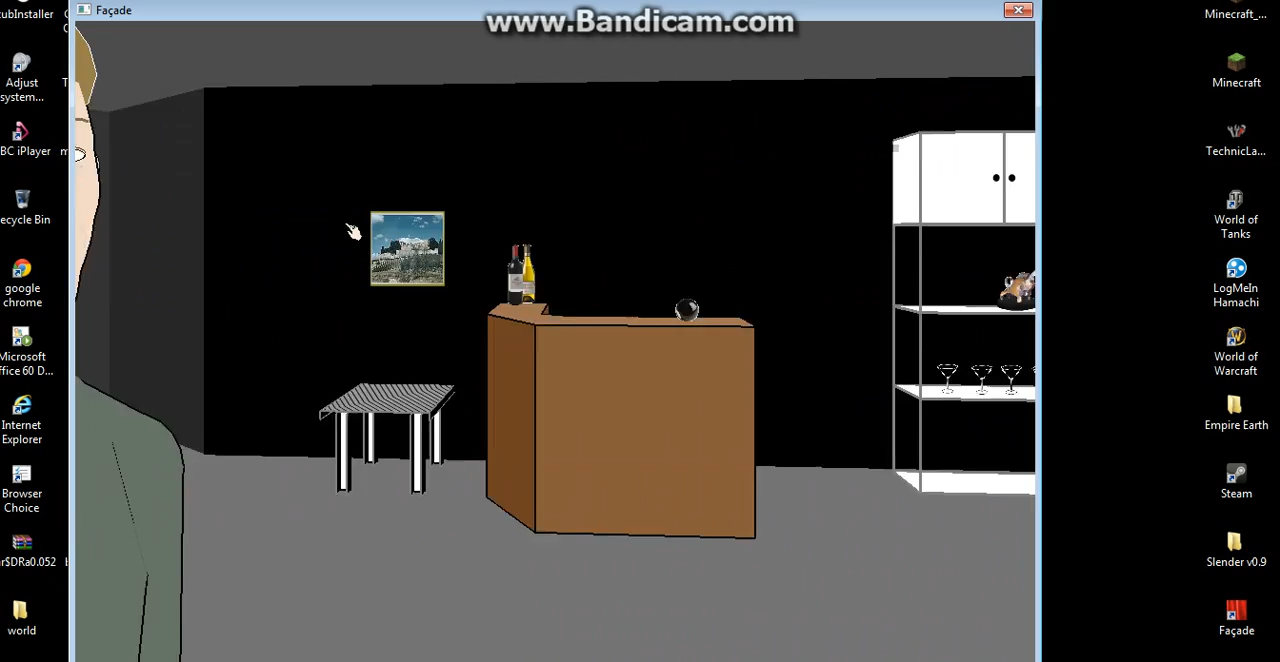 ubInstaller
Façade
www.Bandicam.com
Minecraft_...
Adjust
system...
Minecraft
BC iPlayer
TechnicLa...
ecycle Bin
World of
Tanks
google
chrome
LogMeIn
Hamachi
Microsoft
ffice 60 D...
World of
Warcraft
Internet
Explorer
Empire Earth
Browser
Choice
Steam
ar$DRa0.052
Slender v0.9
world
Façade